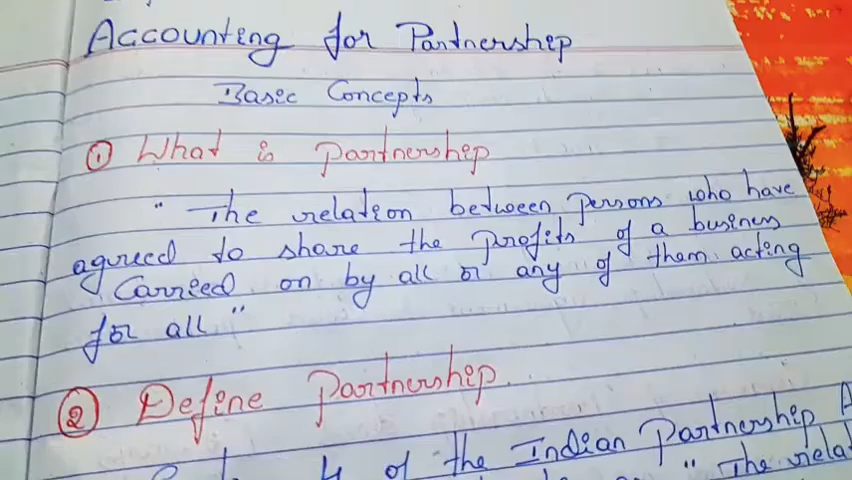 Accounting for Partnership
Basic Concepts
① What is Partnership
" The relation between persons who have
agreed to share the profits of a business
Carried on by all or any of them acting
for all "
② Define Partnership
4 of the Indian Partnership A
" The rela